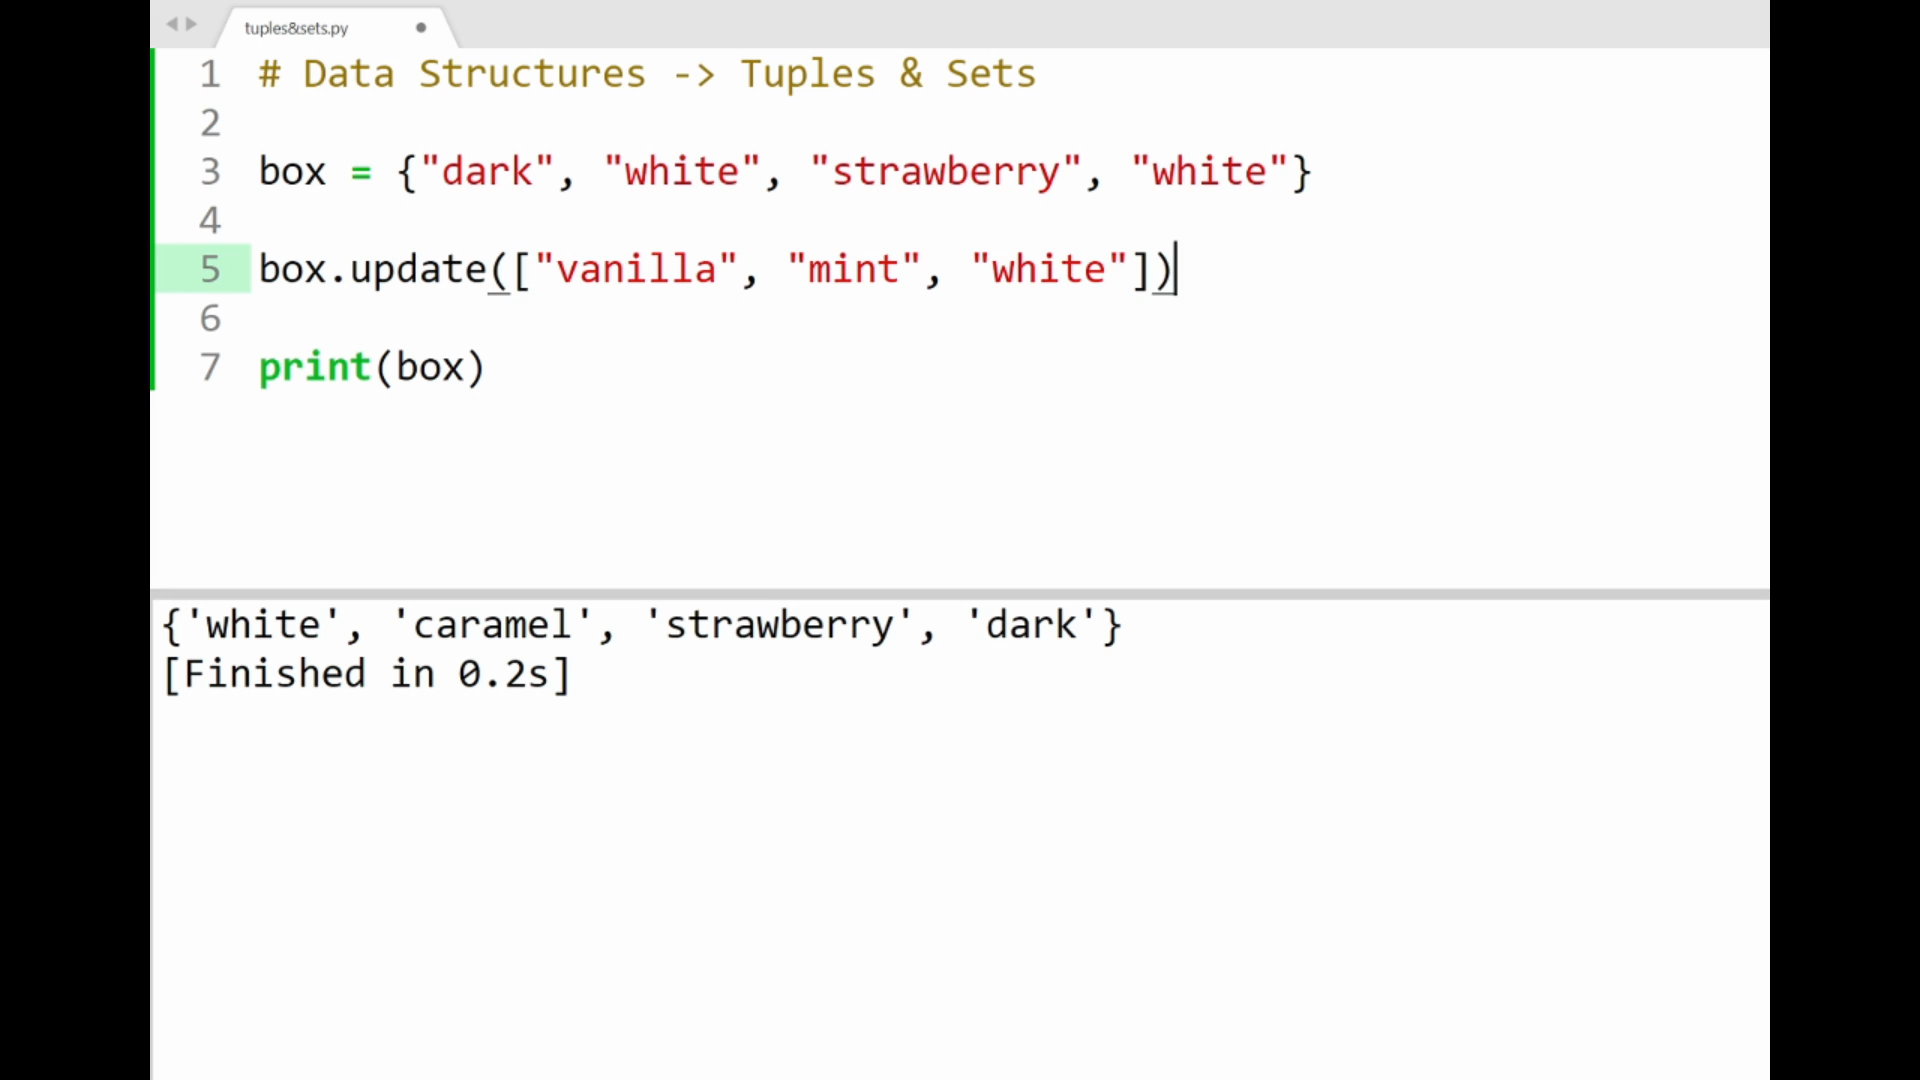 tuples&sets.py
1 # Data Structures -> Tuples & Sets
2
3 box = {"dark", "white", "strawberry", "white"}
4
5 box.update(["vanilla", "mint", "white"])
6
7 print(box)
{'white', 'caramel', 'strawberry', 'dark'}
[Finished in 0.2s]